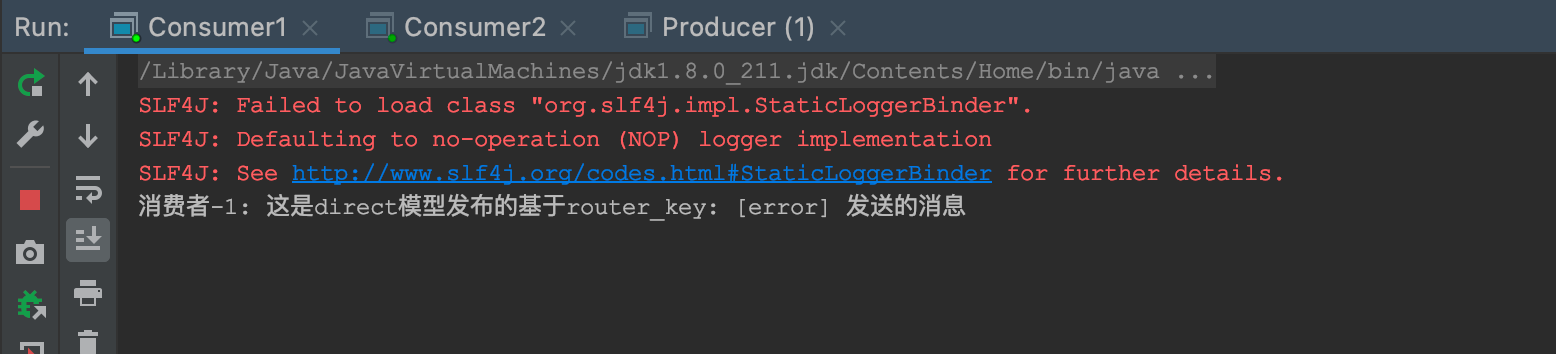 Run: Consumer1 Consumer2 Producer (1)
/Library/Java/JavaVirtualMachines/jdk1.8.0_211.jdk/Contents/Home/bin/java ...
SLF4J: Failed to load class "org.slf4j.impl.StaticLoggerBinder".
SLF4J: Defaulting to no-operation (NOP) logger implementation
SLF4J: See http://www.slf4j.org/codes.html#StaticLoggerBinder for further details.
消费者-1: 这是direct模型发布的基于router_key: [error] 发送的消息